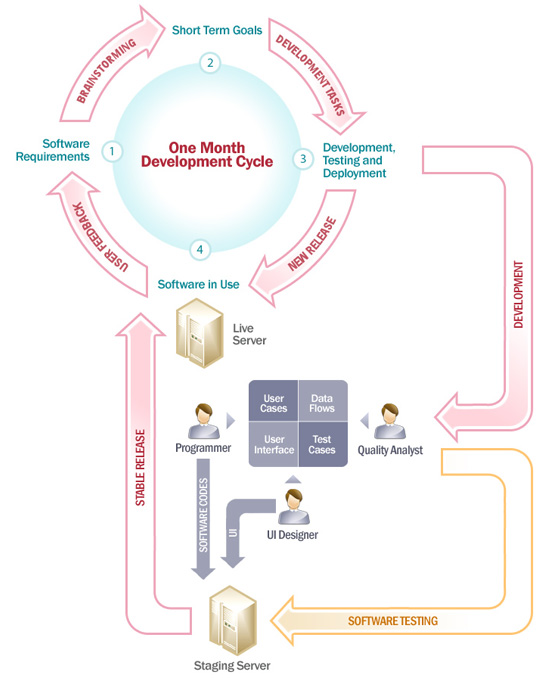 Short Term Goals
BRAINSTORMING
DEVELOPMENT TASKS
2
Software
Requirements
1
One Month
Development Cycle
3
Development,
Testing and
Deployment
USER FEEDBACK
4
NEW RELEASE
Software in Use
Live
Server
DEVELOPMENT
User
Cases
Data
Flows
User
Interface
Test
Cases
Programmer
Quality Analyst
STABLE RELEASE
SOFTWARE CODES
UI
UI Designer
SOFTWARE TESTING
Staging Server